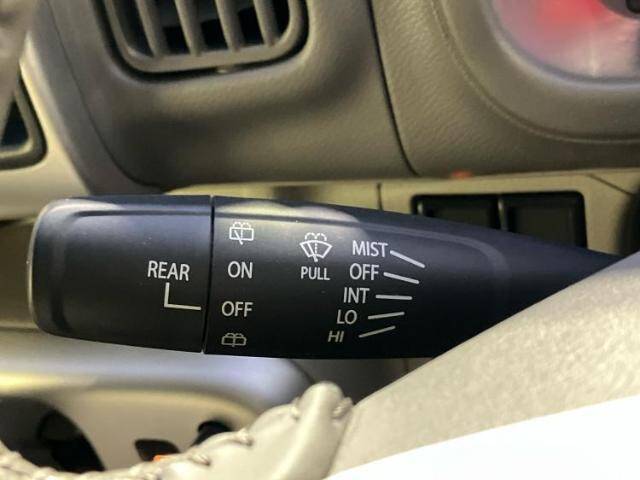 REAR
ON
OFF
PULL
MIST
OFF
INT
LO
HI